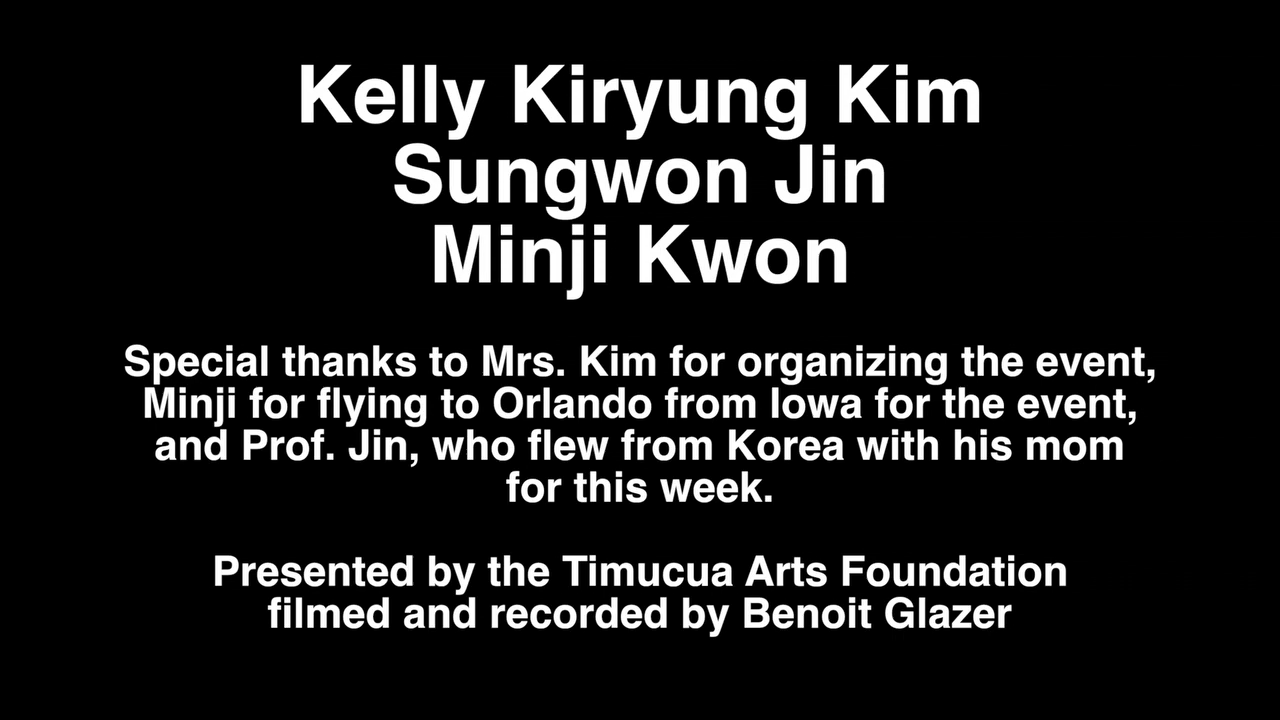 Kelly Kiryung Kim
Sungwon Jin
Minji Kwon
Special thanks to Mrs. Kim for organizing the event,
Minji for flying to Orlando from Iowa for the event,
and Prof. Jin, who flew from Korea with his mom
for this week.
Presented by the Timucua Arts Foundation
filmed and recorded by Benoit Glazer